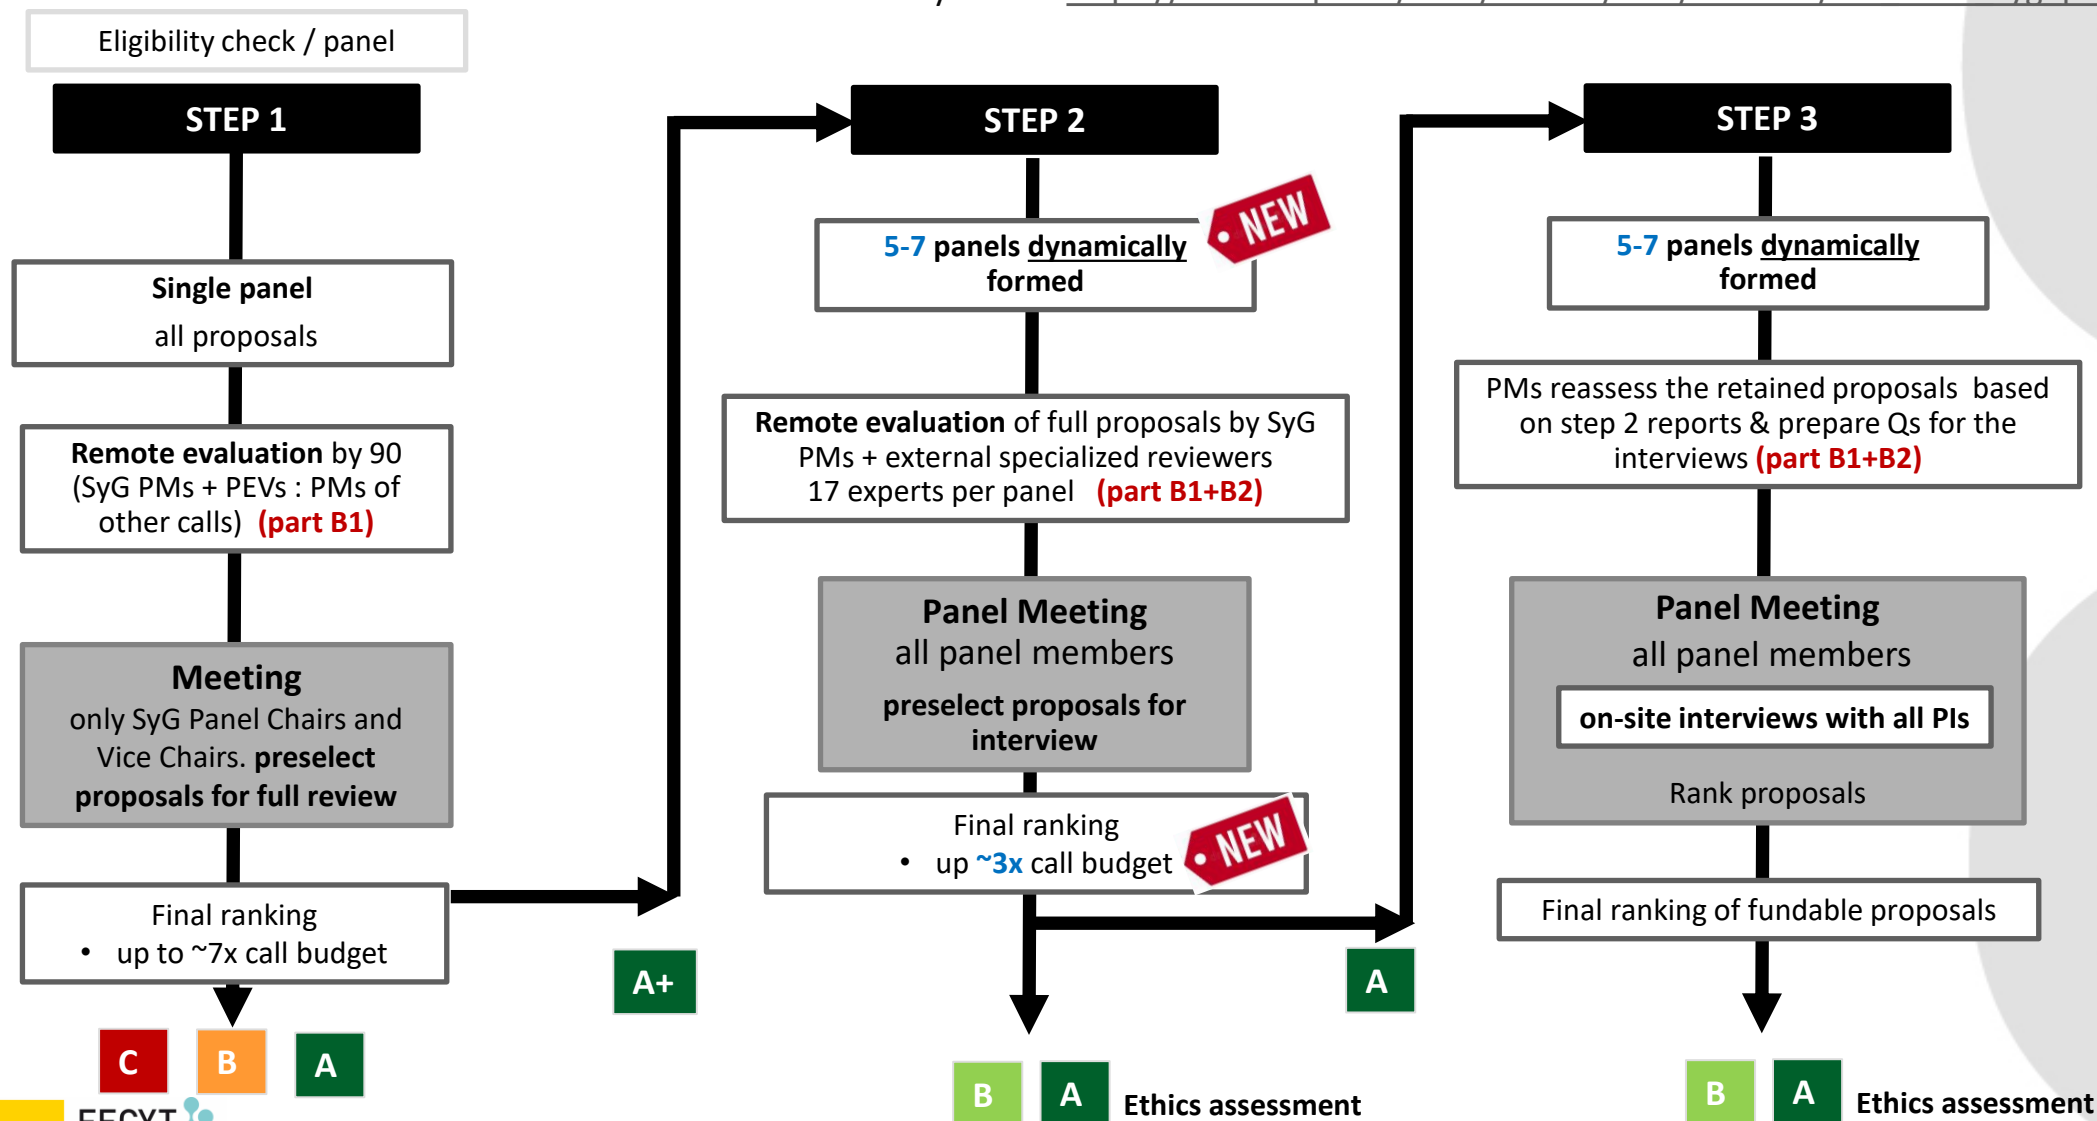 Eligibility check / panel
STEP 1
Single panel
all proposals
Remote evaluation by 90
(SyG PMs + PEVs : PMs of
other calls) (part B1)
Meeting
only SyG Panel Chairs and
Vice Chairs. preselect
proposals for full review
Final ranking
• up to ~7x call budget
C
B
A
A+
STEP 2
NEW
5-7 panels dynamically
formed
Remote evaluation of full proposals by SyG
PMs + external specialized reviewers
17 experts per panel (part B1+B2)
Panel Meeting
all panel members
preselect proposals for
interview
Final ranking
• up ~3x call budget
NEW
B
A
Ethics assessment
A
STEP 3
5-7 panels dynamically
formed
PMs reassess the retained proposals based
on step 2 reports & prepare Qs for the
interviews (part B1+B2)
Panel Meeting
all panel members
on-site interviews with all PIs
Rank proposals
Final ranking of fundable proposals
B
A
Ethics assessment
FECYT